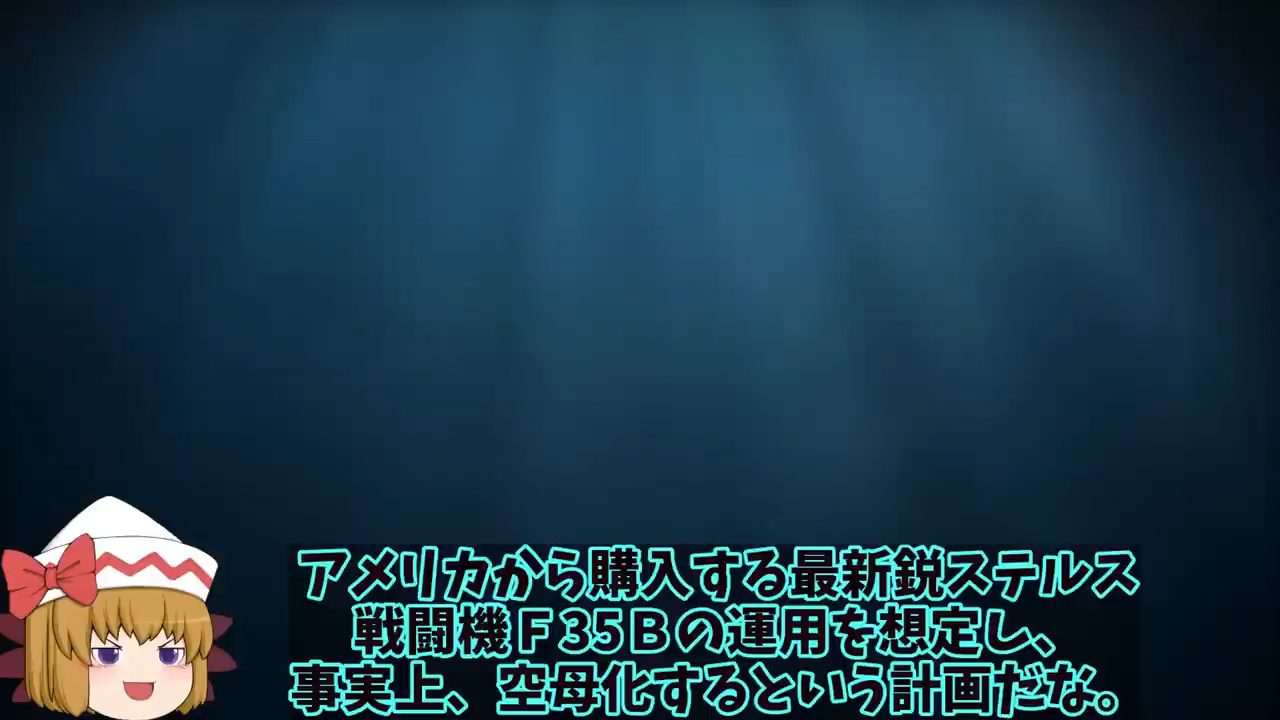 アメリカから購入する最新鋭ステルス
戦闘機Ｆ35Ｂの運用を想定し、
事実上、空母化するという計画だな。